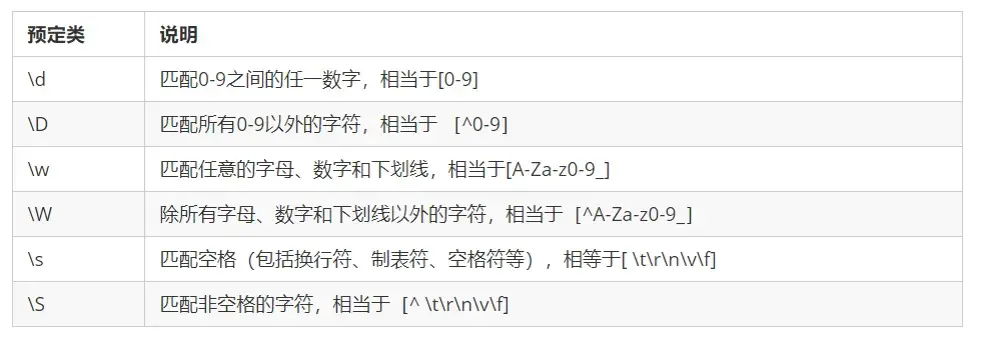 预定类 说明
\d 匹配0-9之间的任一数字，相当于[0-9]
\D 匹配所有0-9以外的字符，相当于 [^0-9]
\w 匹配任意的字母、数字和下划线，相当于[A-Za-z0-9_]
\W 除所有字母、数字和下划线以外的字符，相当于 [^A-Za-z0-9_]
\s 匹配空格（包括换行符、制表符、空格符等），相等于[ \t\r\n\v\f]
\S 匹配非空格的字符，相当于 [^ \t\r\n\v\f]